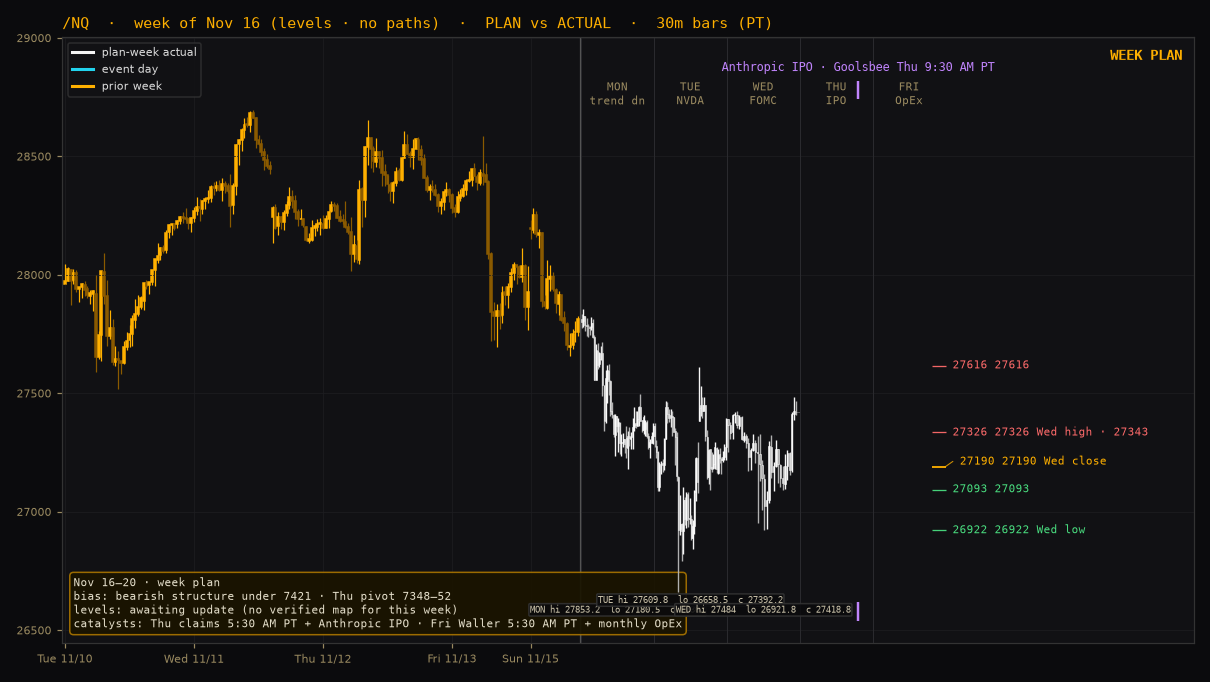 /NQ · week of Nov 16 (levels · no paths) · PLAN vs ACTUAL · 30m bars (PT)
29000
28500
28000
27500
27000
26500
plan-week actual
event day
prior week
WEEK PLAN
Anthropic IPO · Goolsbee Thu 9:30 AM PT
MON
trend dn
TUE
NVDA
WED
FOMC
THU
IPO
FRI
OpEx
27616 27616
27326 27326 Wed high · 27343
27190 27190 Wed close
27093 27093
26922 26922 Wed low
Nov 16–20 · week plan
bias: bearish structure under 7421 · Thu pivot 7348–52
levels: awaiting update (no verified map for this week)
catalysts: Thu claims 5:30 AM PT + Anthropic IPO · Fri Waller 5:30 AM PT + monthly OpEx
TUE hi 27609.8 lo 26658.5 c 27392.2
MON hi 27853.2 lo 27180.5 c
WED hi 27484 lo 26921.8 c 27418.8
Tue 11/10
Wed 11/11
Thu 11/12
Fri 11/13
Sun 11/15